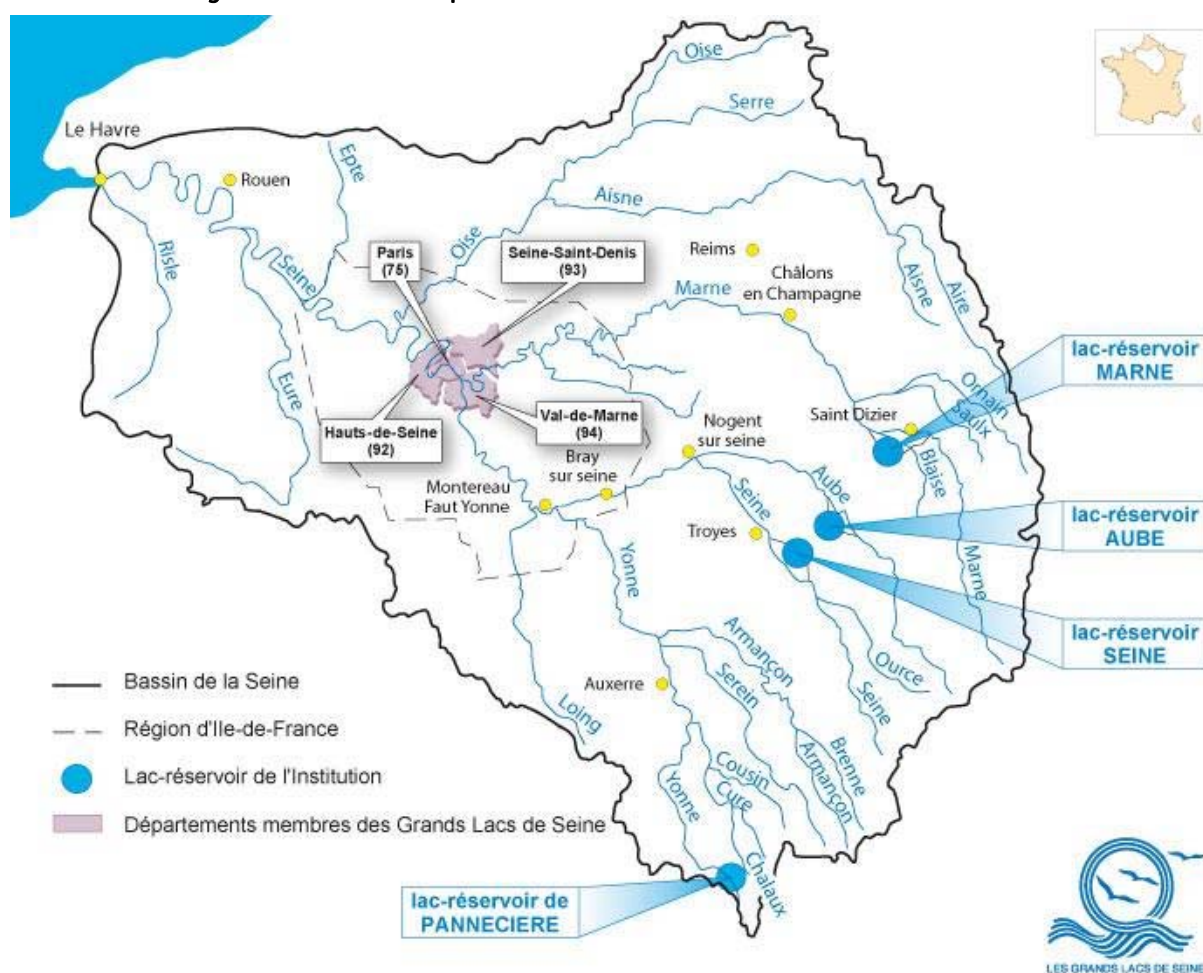 Oise
Serre
Le Havre
Epte
Rouen
Aisne
Oise
Risle
Seine
Paris
(75)
Seine-Saint-Denis
(93)
Reims
Châlons
en Champagne
Marne
Aisne
Aire
lac-réservoir
MARNE
Eure
Hauts-de-Seine
(92)
Val-de-Marne
(94)
Saint Dizier
Ornain
Saulx
Nogent
sur seine
Bray
sur seine
Montereau
Faut Yonne
Seine
Aube
Blaise
Troyes
lac-réservoir
AUBE
Marne
Yonne
lac-réservoir
SEINE
Armançon
Serein
Ource
Seine
Auxerre
Loing
Bassin de la Seine
Région d'Ile-de-France
Lac-réservoir de l'Institution
Départements membres des Grands Lacs de Seine
Yonne
Cousin
Cure
Brenne
Armançon
Chalaux
lac-réservoir de
PANNECIERE
LES GRANDS LACS DE SEINE